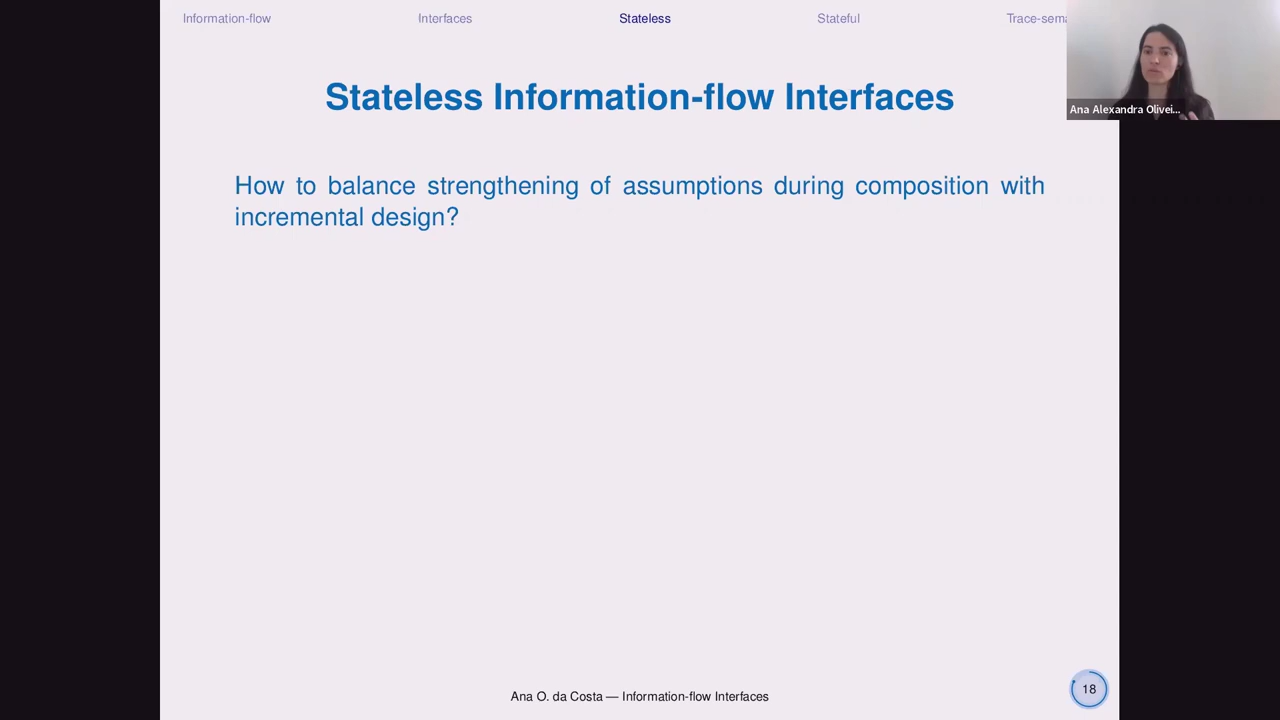 Information-flow
Interfaces
Stateless
Stateful
Trace-sema
Ana Alexandra Olivei...
Stateless Information-flow Interfaces
How to balance strengthening of assumptions during composition with
incremental design?
Ana O. da Costa — Information-flow Interfaces
18